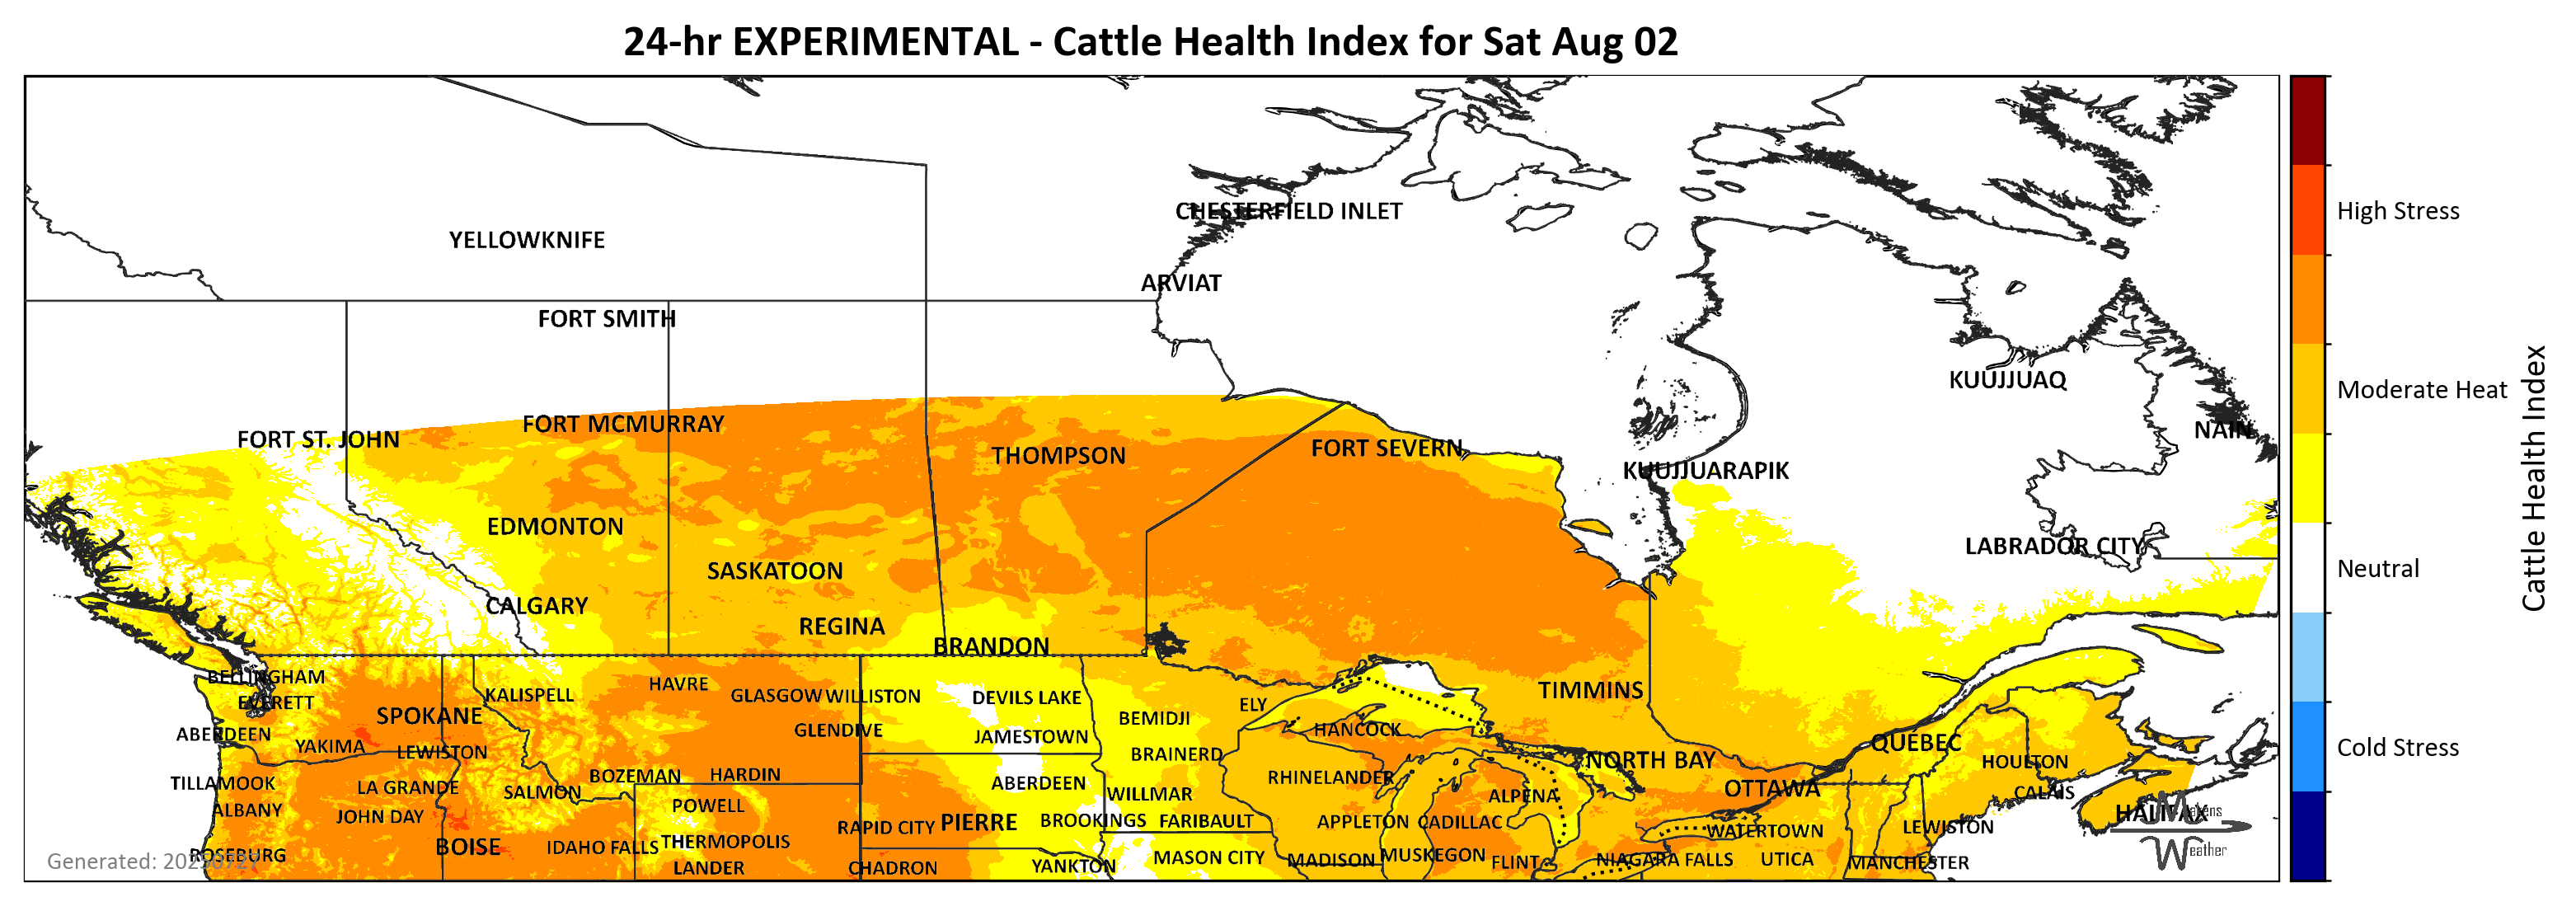 24-hr EXPERIMENTAL - Cattle Health Index for Sat Aug 02
CHESTERFIELD INLET
High Stress
YELLOWKNIFE
ARVIAT
FORT SMITH
KUUJJUAQ
Moderate Heat
FORT MCMURRAY
NAIN
FORT ST. JOHN
FORT SEVERN
THOMPSON
KUUJJUARAPIK
Cattle Health Index
EDMONTON
LABRADOR CITY
SASKATOON
Neutral
CALGARY
REGINA
BRANDON
BELLINGHAM
HAVRE
TIMMINS
KALISPELL
GLASGOW
WILLISTON
DEVILS LAKE
EVERETT
ELY
SPOKANE
BEMIDJI
GLENDIVE
HANCOCK
ABERDEEN
JAMESTOWN
QUEBEC
YAKIMA
LEWISTON
BRAINERD
Cold Stress
NORTH BAY
HOULTON
BOZEMAN
HARDIN
RHINELANDER
TILLAMOOK
LA GRANDE
SALMON
ABERDEEN
WILLMAR
ALPENA
OTTAWA
CALAIS
ALBANY
JOHN DAY
POWELL
RAPID CITY
PIERRE
BROOKINGS
FARIBAULT
APPLETON
CADILLAC
WATERTOWN
LEWISTON
HALIFAX
Makens
Weather
ROSEBURG
BOISE
IDAHO FALLS
THERMOPOLIS
MASON CITY
MADISON
MUSKEGON
FLINT
NIAGARA FALLS
UTICA
MANCHESTER
LANDER
CHADRON
YANKTON
Generated: 20250727